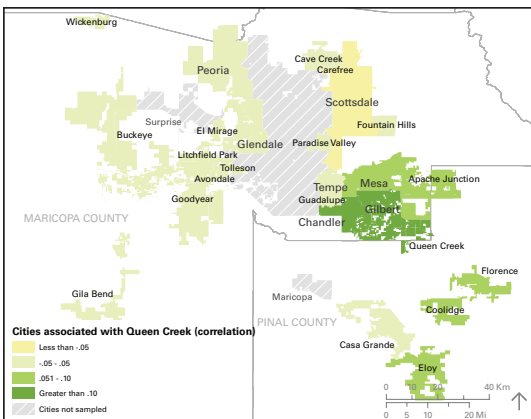 Wickenburg
Cave Creek
Carefree
Peoria
Scottsdale
Surprise
Fountain Hills
Buckeye
El Mirage
Glendale
Paradise Valley
Litchfield Park
Tolleson
Avondale
Tempe
Mesa
Apache Junction
Goodyear
Guadalupe
Gilbert
MARICOPA COUNTY
Chandler
Queen Creek
Florence
Gila Bend
Maricopa
Coolidge
PINAL COUNTY
Casa Grande
Eloy
Cities associated with Queen Creek (correlation)
Less than -.05
-.05 - .05
.051 - .10
Greater than .10
Cities not sampled
0 10 20 40 Km
0 5 10 20 Mi